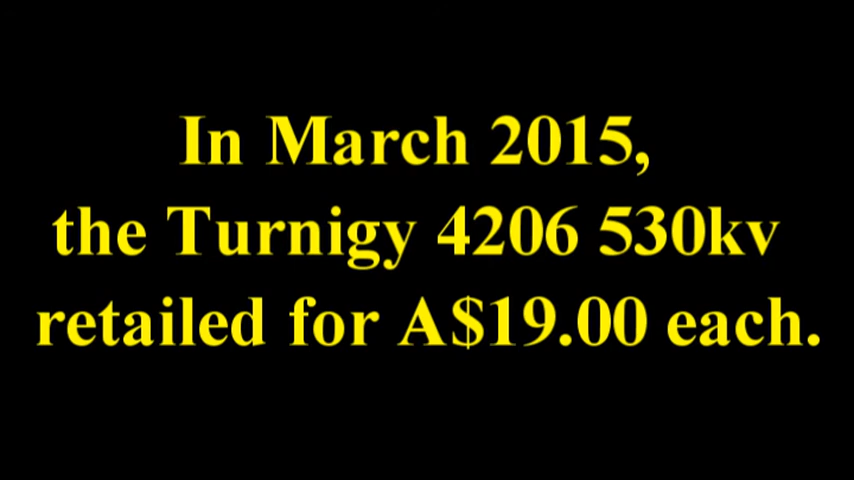 In March 2015,
the Turnigy 4206 530kv
retailed for A$19.00 each.